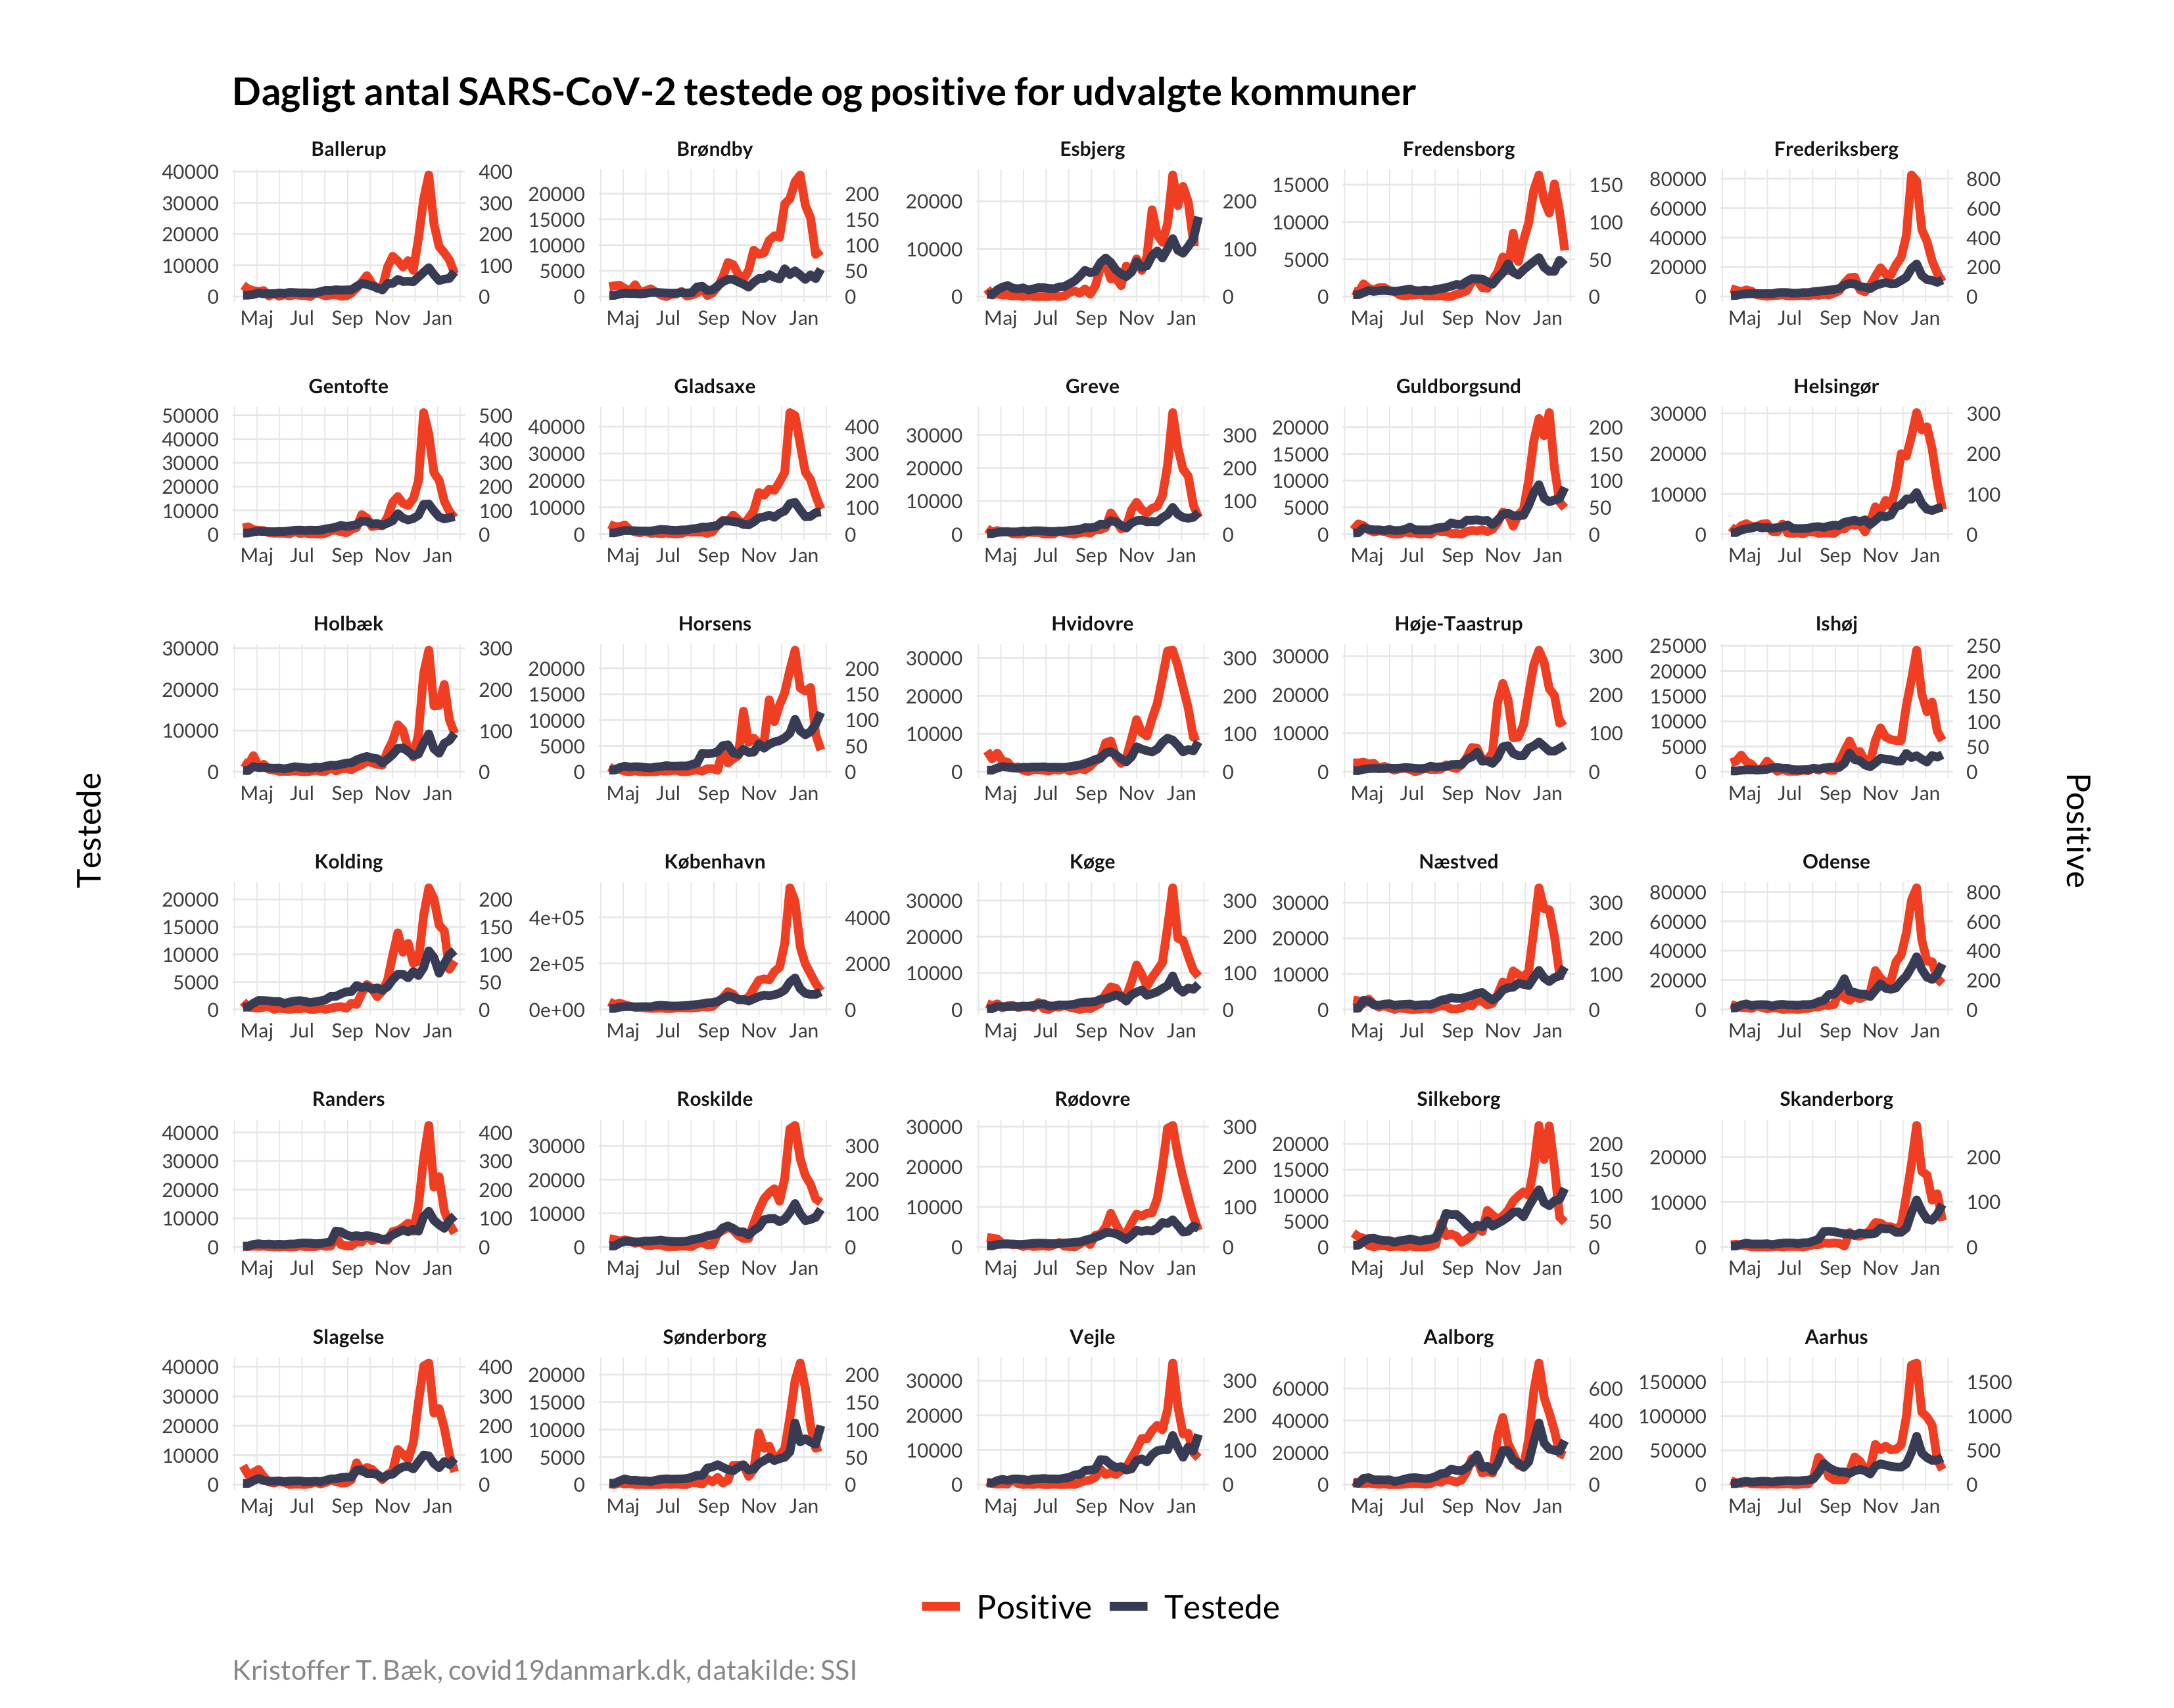 Dagligt antal SARS-CoV-2 testede og positive for udvalgte kommuner
Testede
Positive
Ballerup Brøndby Esbjerg Fredensborg Frederiksberg
40000 30000 20000 10000 0
400 300 200 100 0
20000 15000 10000 5000 0
200 150 100 50 0
20000 10000 0
200 100 0
15000 10000 5000 0
150 100 50 0
80000 60000 40000 20000 0
800 600 400 200 0
Maj Jul Sep Nov Jan Maj Jul Sep Nov Jan Maj Jul Sep Nov Jan Maj Jul Sep Nov Jan Maj Jul Sep Nov Jan
Gentofte Gladsaxe Greve Guldborgsund Helsingør
50000 40000 30000 20000 10000 0
500 400 300 200 100 0
40000 30000 20000 10000 0
400 300 200 100 0
30000 20000 10000 0
300 200 100 0
20000 15000 10000 5000 0
200 150 100 50 0
30000 20000 10000 0
300 200 100 0
Maj Jul Sep Nov Jan Maj Jul Sep Nov Jan Maj Jul Sep Nov Jan Maj Jul Sep Nov Jan Maj Jul Sep Nov Jan
Holbæk Horsens Hvidovre Høje-Taastrup Ishøj
30000 20000 10000 0
300 200 100 0
20000 15000 10000 5000 0
200 150 100 50 0
30000 20000 10000 0
300 200 100 0
30000 20000 10000 0
300 200 100 0
25000 20000 15000 10000 5000 0
250 200 150 100 50 0
Maj Jul Sep Nov Jan Maj Jul Sep Nov Jan Maj Jul Sep Nov Jan Maj Jul Sep Nov Jan Maj Jul Sep Nov Jan
Kolding København Køge Næstved Odense
20000 15000 10000 5000 0
200 150 100 50 0
4e+05 2e+05 0e+00
4000 2000 0
30000 20000 10000 0
300 200 100 0
30000 20000 10000 0
300 200 100 0
80000 60000 40000 20000 0
800 600 400 200 0
Maj Jul Sep Nov Jan Maj Jul Sep Nov Jan Maj Jul Sep Nov Jan Maj Jul Sep Nov Jan Maj Jul Sep Nov Jan
Randers Roskilde Rødovre Silkeborg Skanderborg
40000 30000 20000 10000 0
400 300 200 100 0
30000 20000 10000 0
300 200 100 0
30000 20000 10000 0
300 200 100 0
20000 15000 10000 5000 0
200 150 100 50 0
20000 10000 0
200 100 0
Maj Jul Sep Nov Jan Maj Jul Sep Nov Jan Maj Jul Sep Nov Jan Maj Jul Sep Nov Jan Maj Jul Sep Nov Jan
Slagelse Sønderborg Vejle Aalborg Aarhus
40000 30000 20000 10000 0
400 300 200 100 0
20000 15000 10000 5000 0
200 150 100 50 0
30000 20000 10000 0
300 200 100 0
60000 40000 20000 0
600 400 200 0
150000 100000 50000 0
1500 1000 500 0
Maj Jul Sep Nov Jan Maj Jul Sep Nov Jan Maj Jul Sep Nov Jan Maj Jul Sep Nov Jan Maj Jul Sep Nov Jan
Positive Testede
Kristoffer T. Bæk, covid19danmark.dk, datakilde: SSI